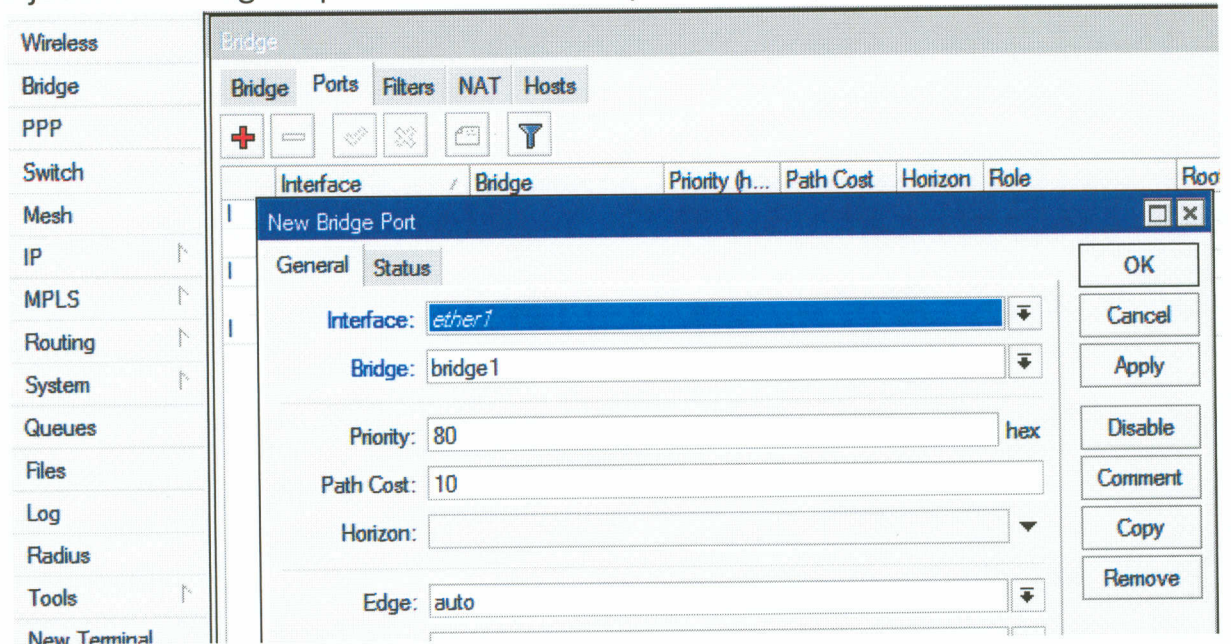 Wireless
Bridge
PPP
Switch
Mesh
IP
MPLS
Routing
System
Queues
Files
Log
Radius
Tools
New Terminal
Bridge
Bridge Ports Filters NAT Hosts
Interface Bridge Priority (h... Path Cost Horizon Role
I
I
I
New Bridge Port
General Status
Interface: ether1
Bridge: bridge1
Priority: 80 hex
Path Cost: 10
Horizon:
Edge: auto
OK
Cancel
Apply
Disable
Comment
Copy
Remove